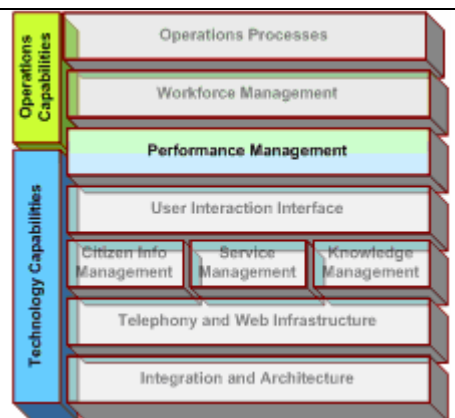 Operations
Capabilities
Operations Processes
Workforce Management
Performance Management
Technology Capabilities
User Interaction Interface
Citizen Info
Management
Service
Management
Knowledge
Management
Telephony and Web Infrastructure
Integration and Architecture